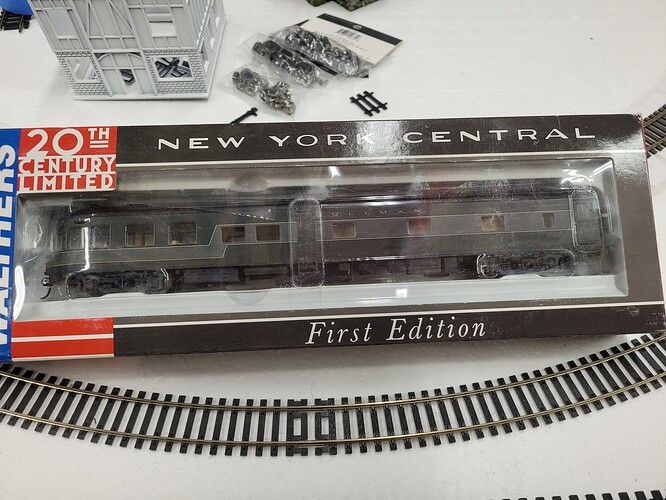 WALTHERS
20TH
CENTURY
LIMITED
NEW YORK CENTRAL
PULLMAN
First Edition